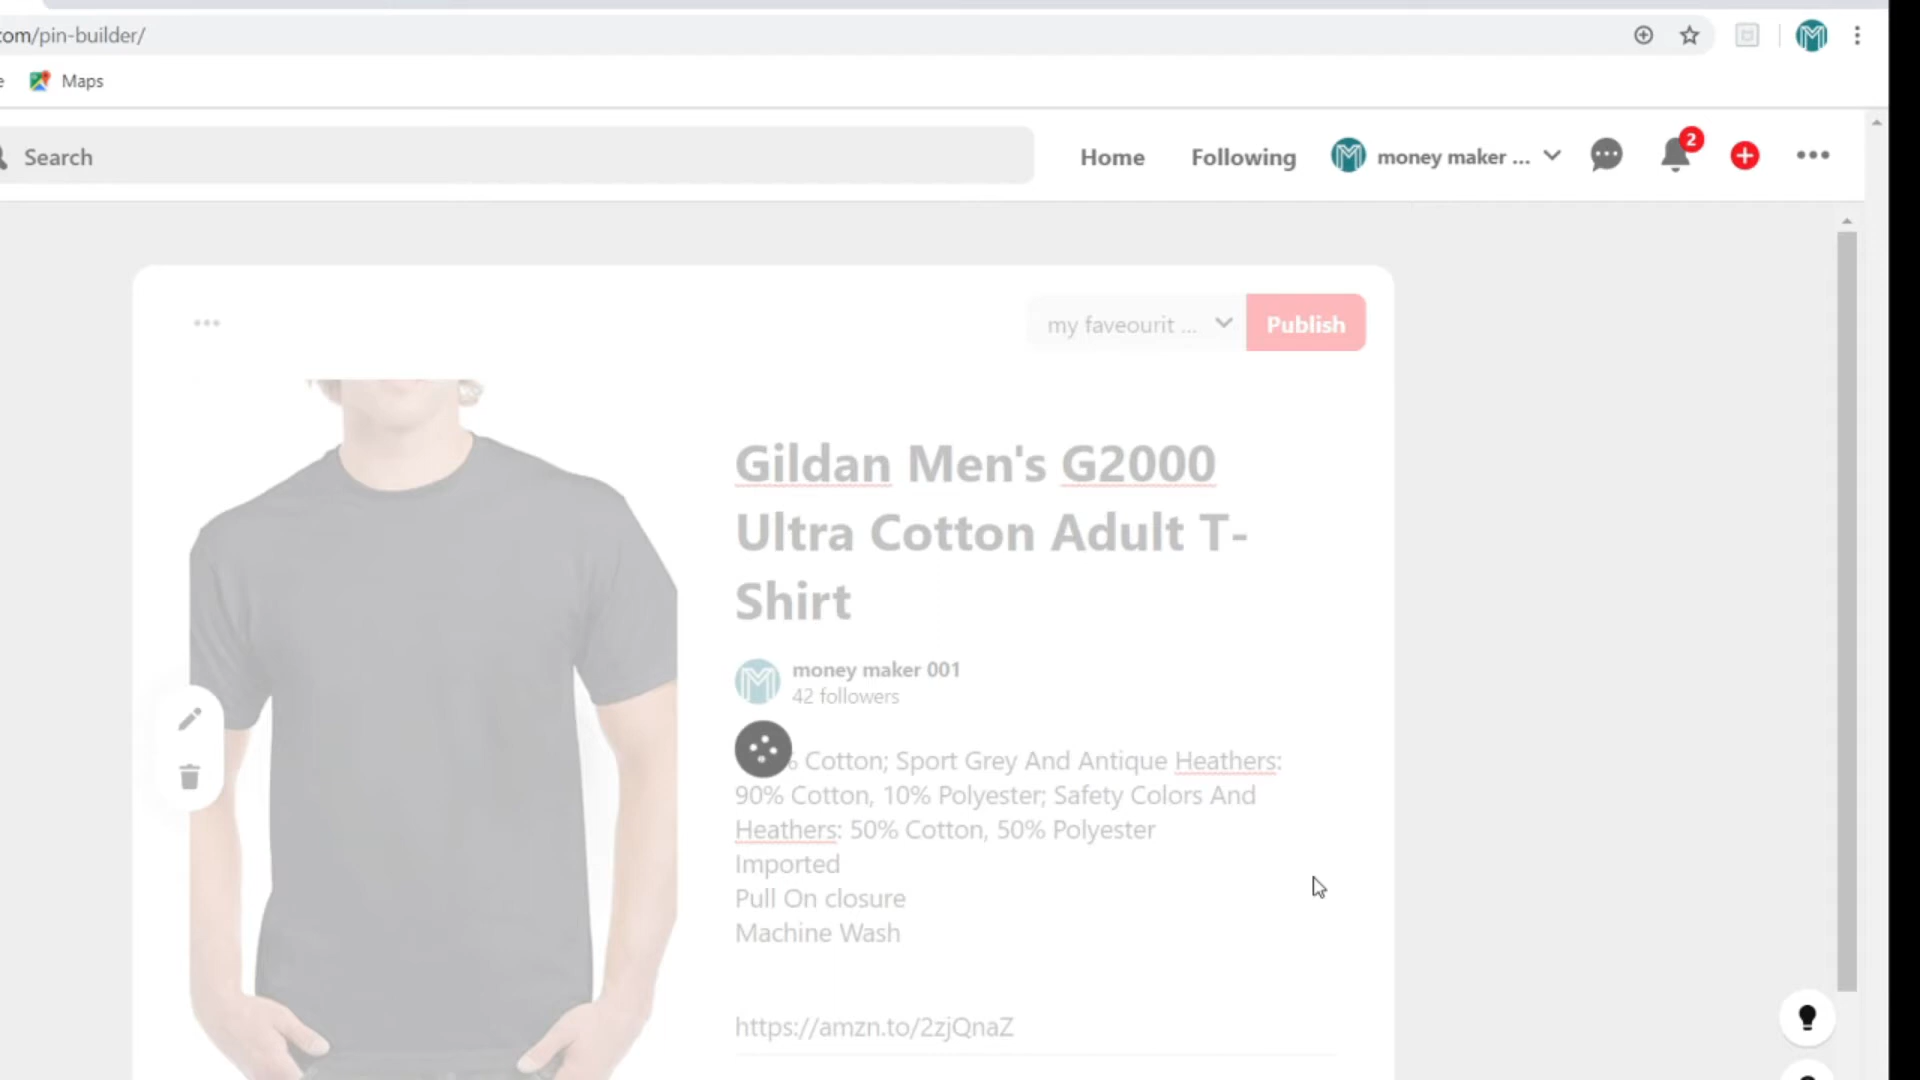 com/pin-builder/
Maps
Search
Home
Following
money maker ...
2
my faveourit ...
Publish
Gildan Men's G2000
Ultra Cotton Adult T-
Shirt
money maker 001
42 followers
% Cotton; Sport Grey And Antique Heathers:
90% Cotton, 10% Polyester; Safety Colors And
Heathers: 50% Cotton, 50% Polyester
Imported
Pull On closure
Machine Wash
https://amzn.to/2zjQnaZ